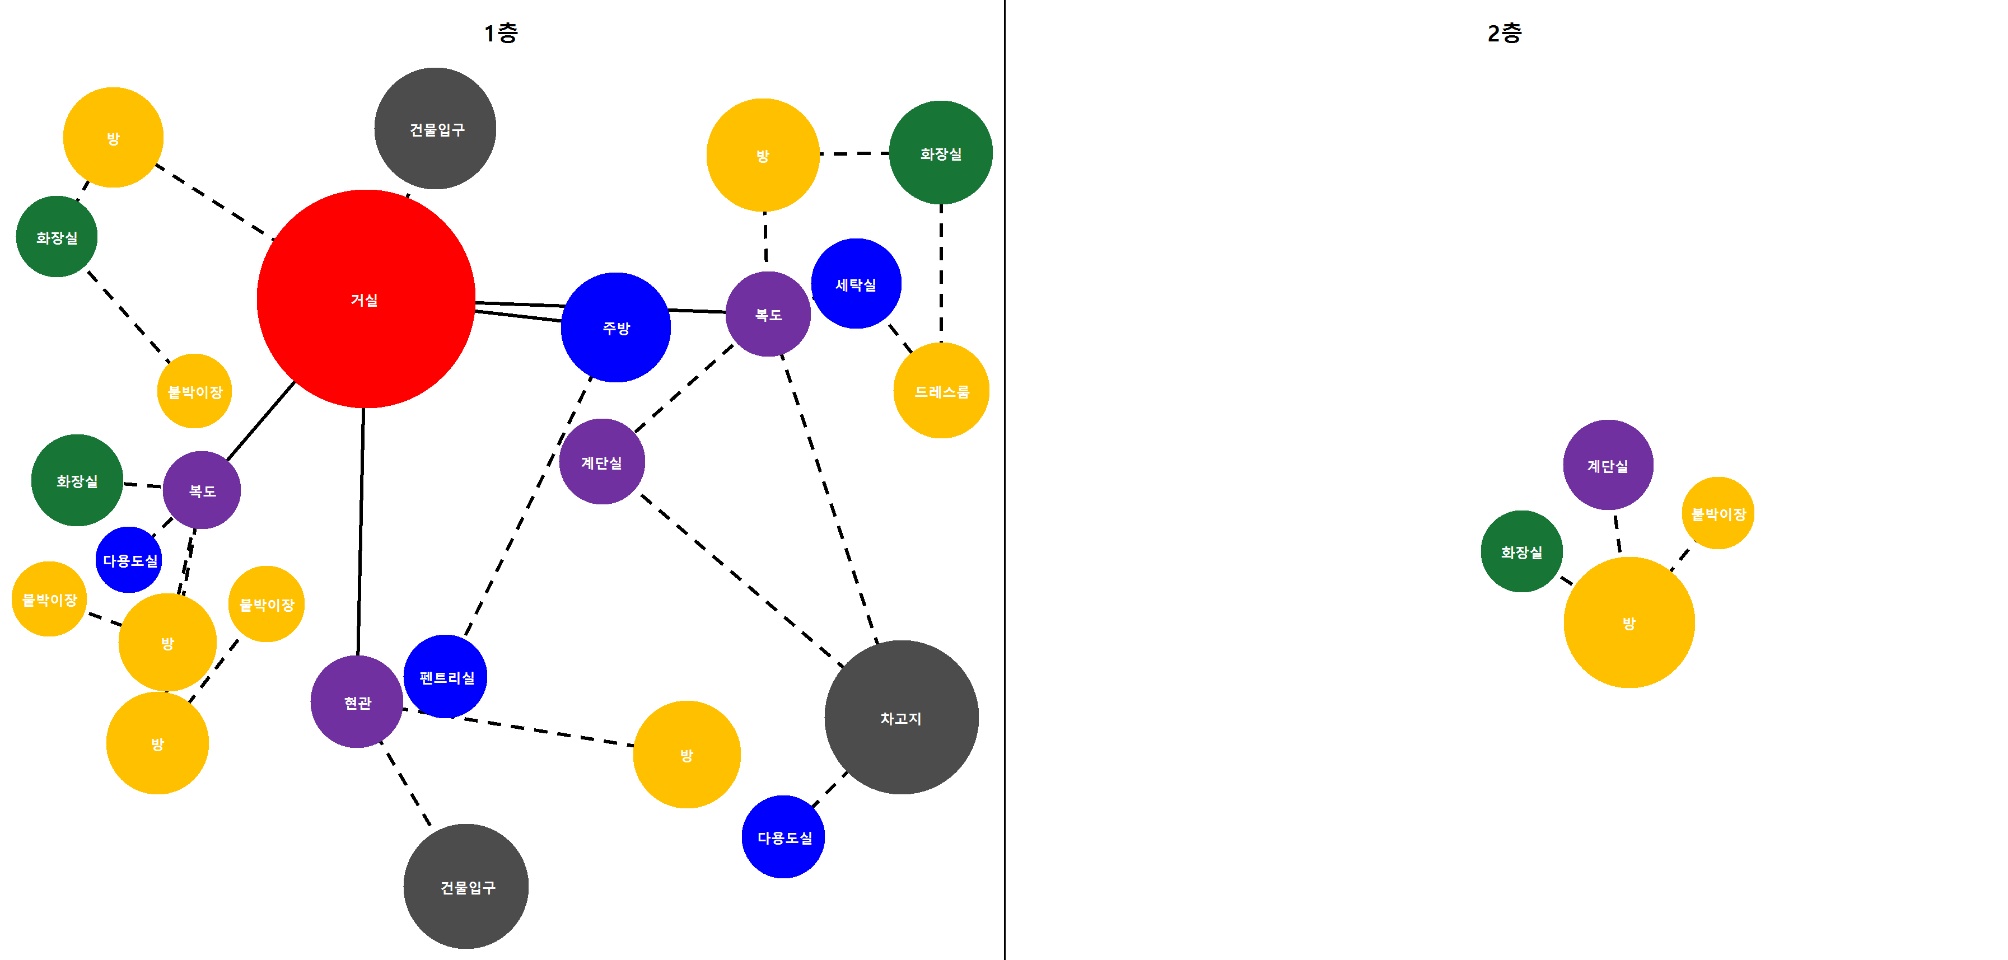 1층
2층
건물입구
방
방
화장실
화장실
세탁실
거실
복도
주방
붙박이장
드레스룸
계단실
계단실
화장실
복도
붙박이장
화장실
다용도실
붙박이장
붙박이장
방
방
펜트리실
현관
차고지
방
방
다용도실
건물입구